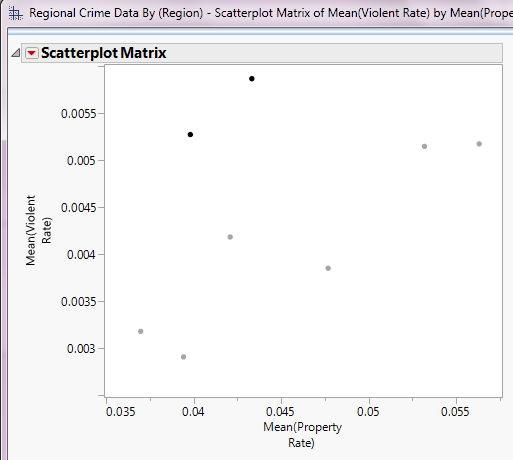 Regional Crime Data By (Region) - Scatterplot Matrix of Mean(Violent Rate) by Mean(Prope
Scatterplot Matrix
0.0055
0.005
0.0045
0.004
0.0035
0.003
Mean(Violent
Rate)
0.035 0.04 0.045 0.05 0.055
Mean(Property
Rate)